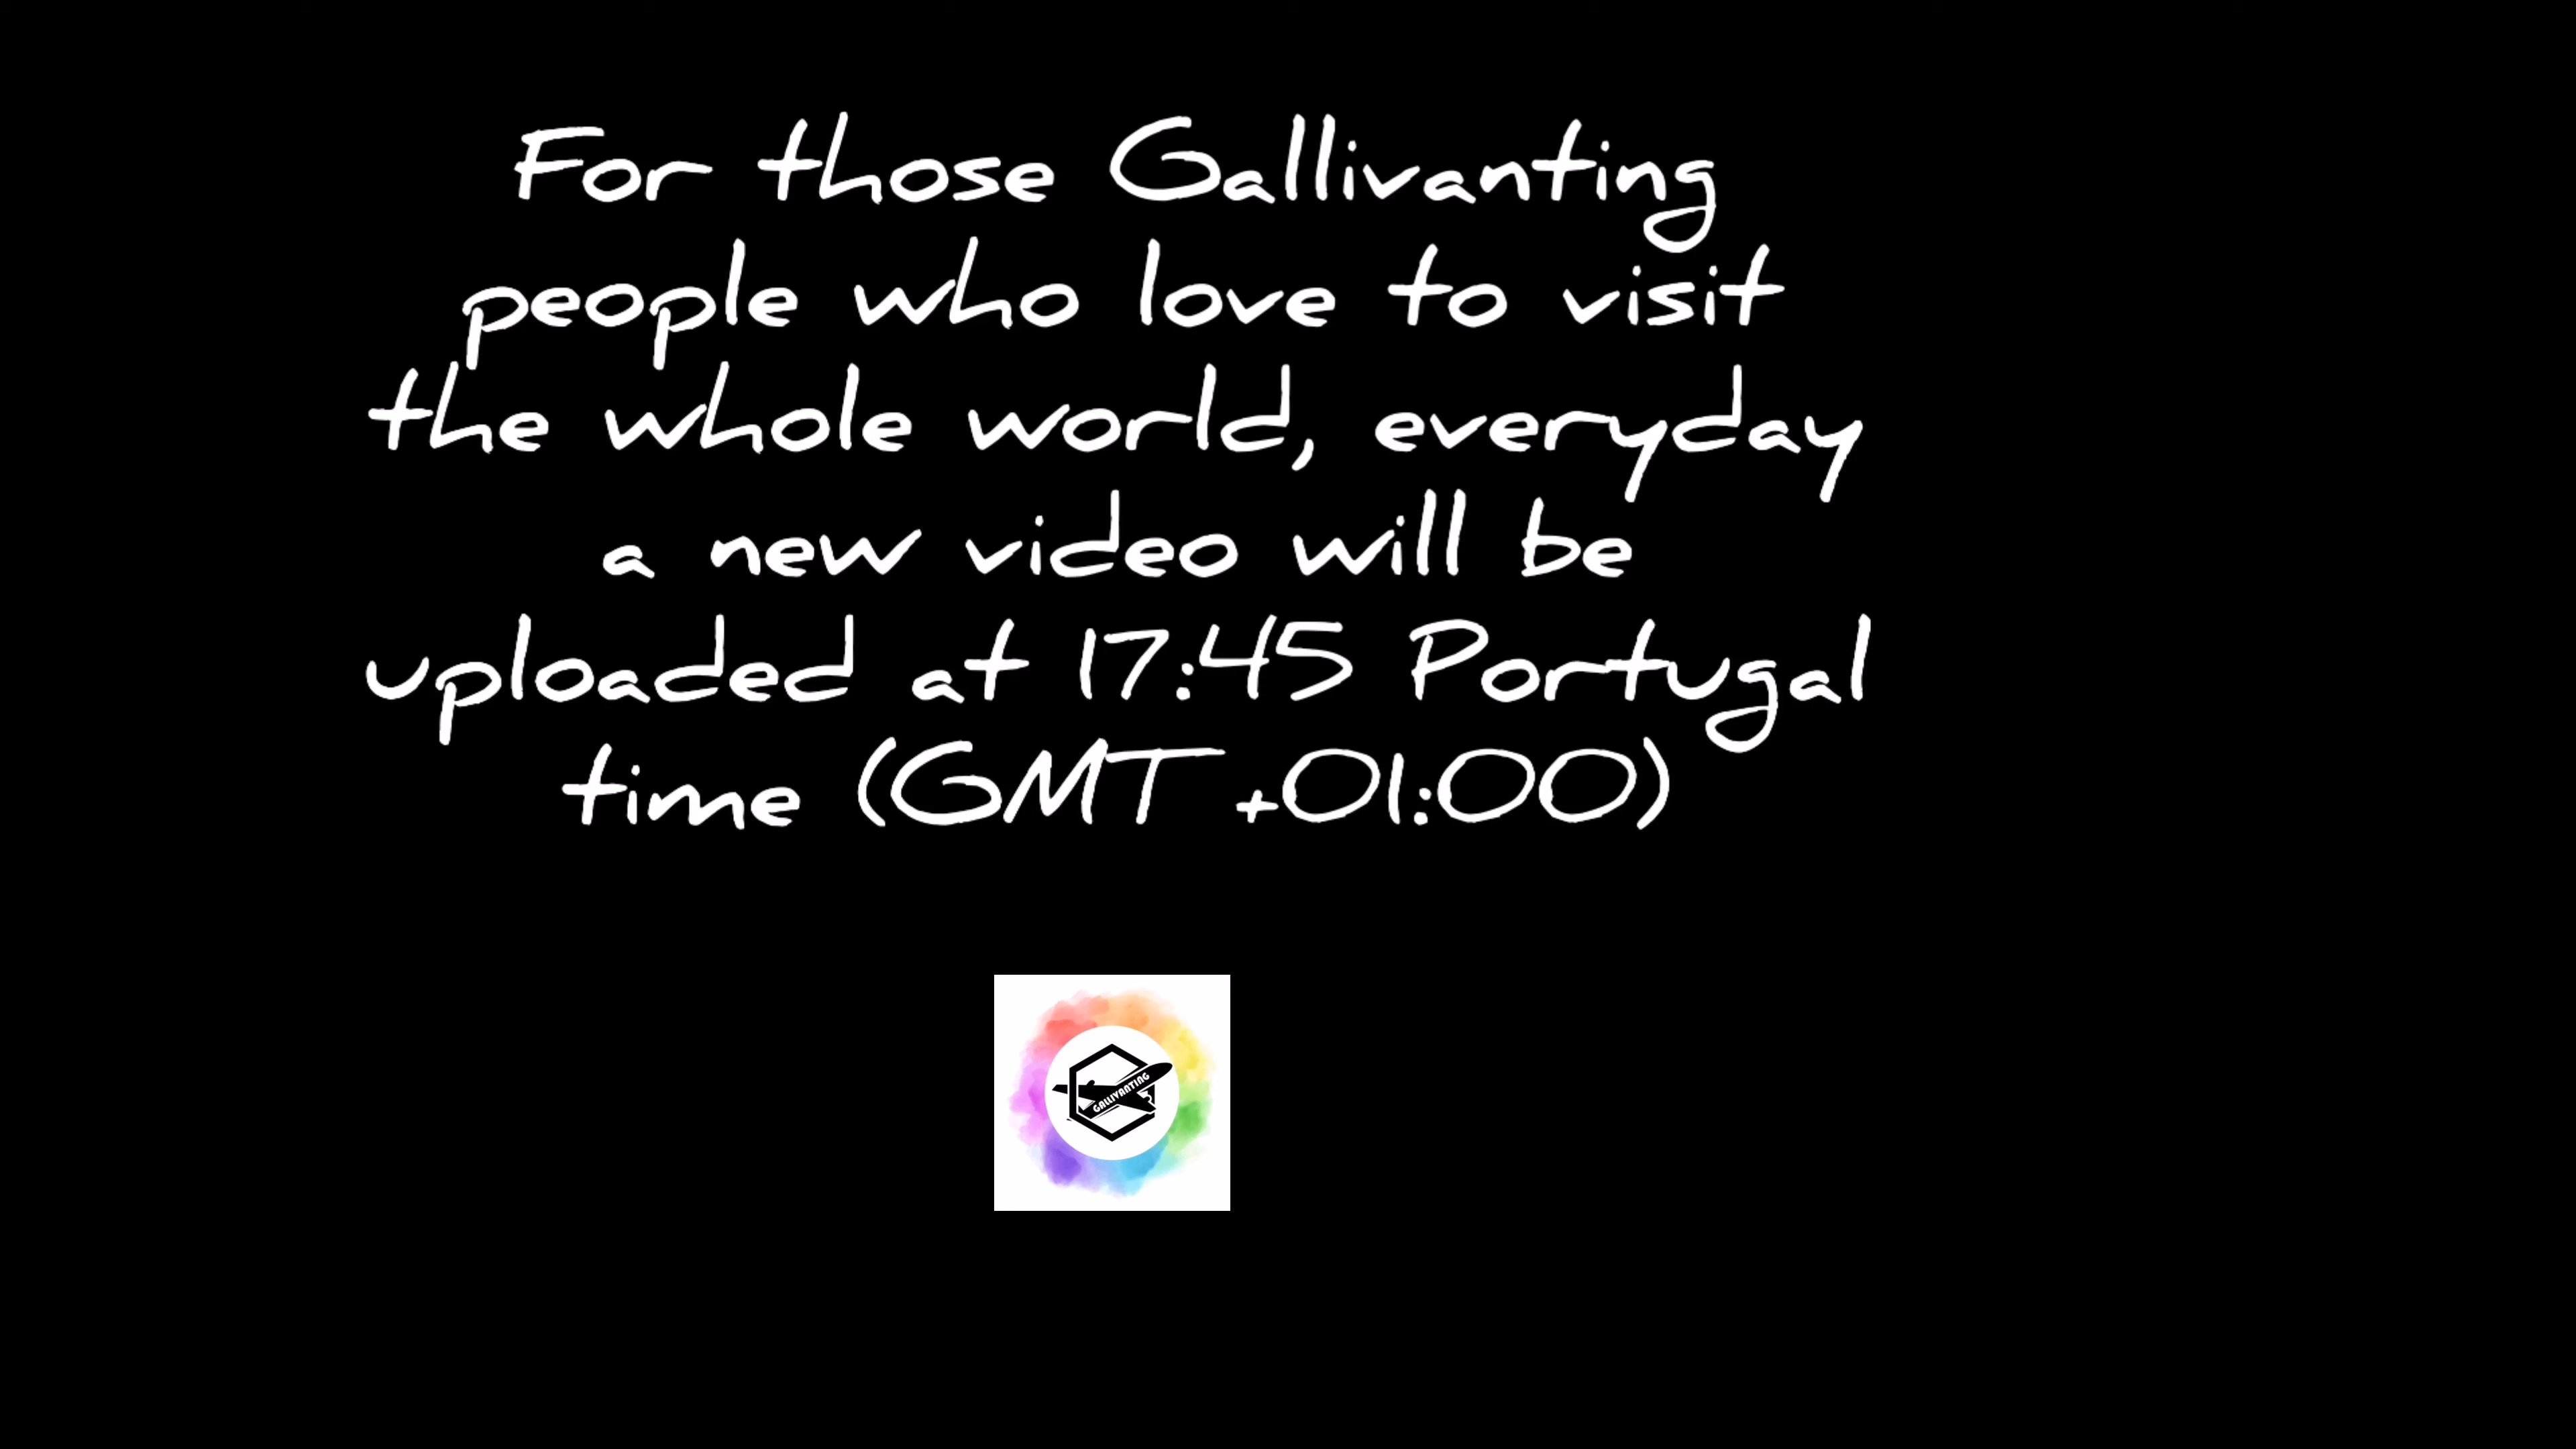 For those Gallivanting
people who love to visit
the whole world, everyday
a new video will be
uploaded at 17:45 Portugal
time (GMT +01:00)
GALLIVANTING